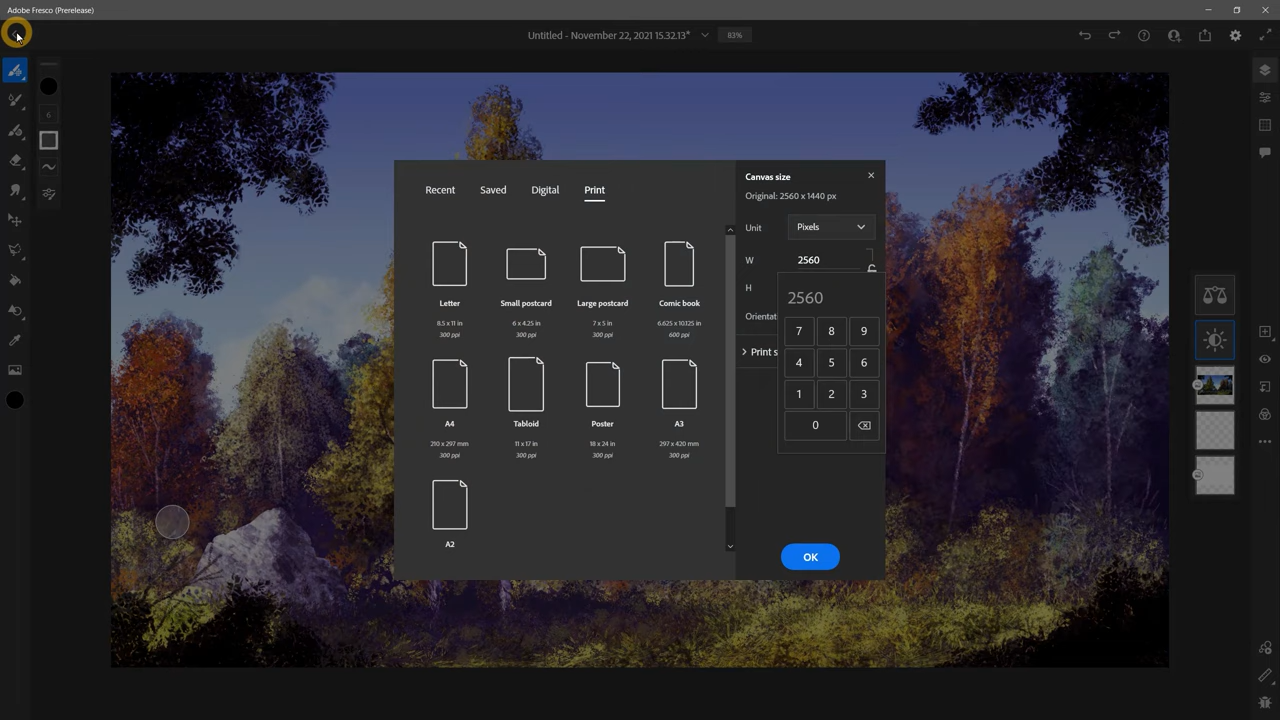 Adobe Fresco (Prerelease)
Untitled - November 22, 2021 15.32.13*
83%
6
Recent
Saved
Digital
Print
Letter
8.5 x 11 in
300 ppi
Small postcard
6 x 4.25 in
300 ppi
Large postcard
7 x 5 in
300 ppi
Comic book
6.625 x 10.125 in
600 ppi
A4
210 x 297 mm
300 ppi
Tabloid
11 x 17 in
300 ppi
Poster
18 x 24 in
300 ppi
A3
297 x 420 mm
300 ppi
A2
Canvas size
Original: 2560 x 1440 px
Unit
Pixels
W
2560
H
Orientat
Print s
2560
7 8 9
4 5 6
1 2 3
0
OK